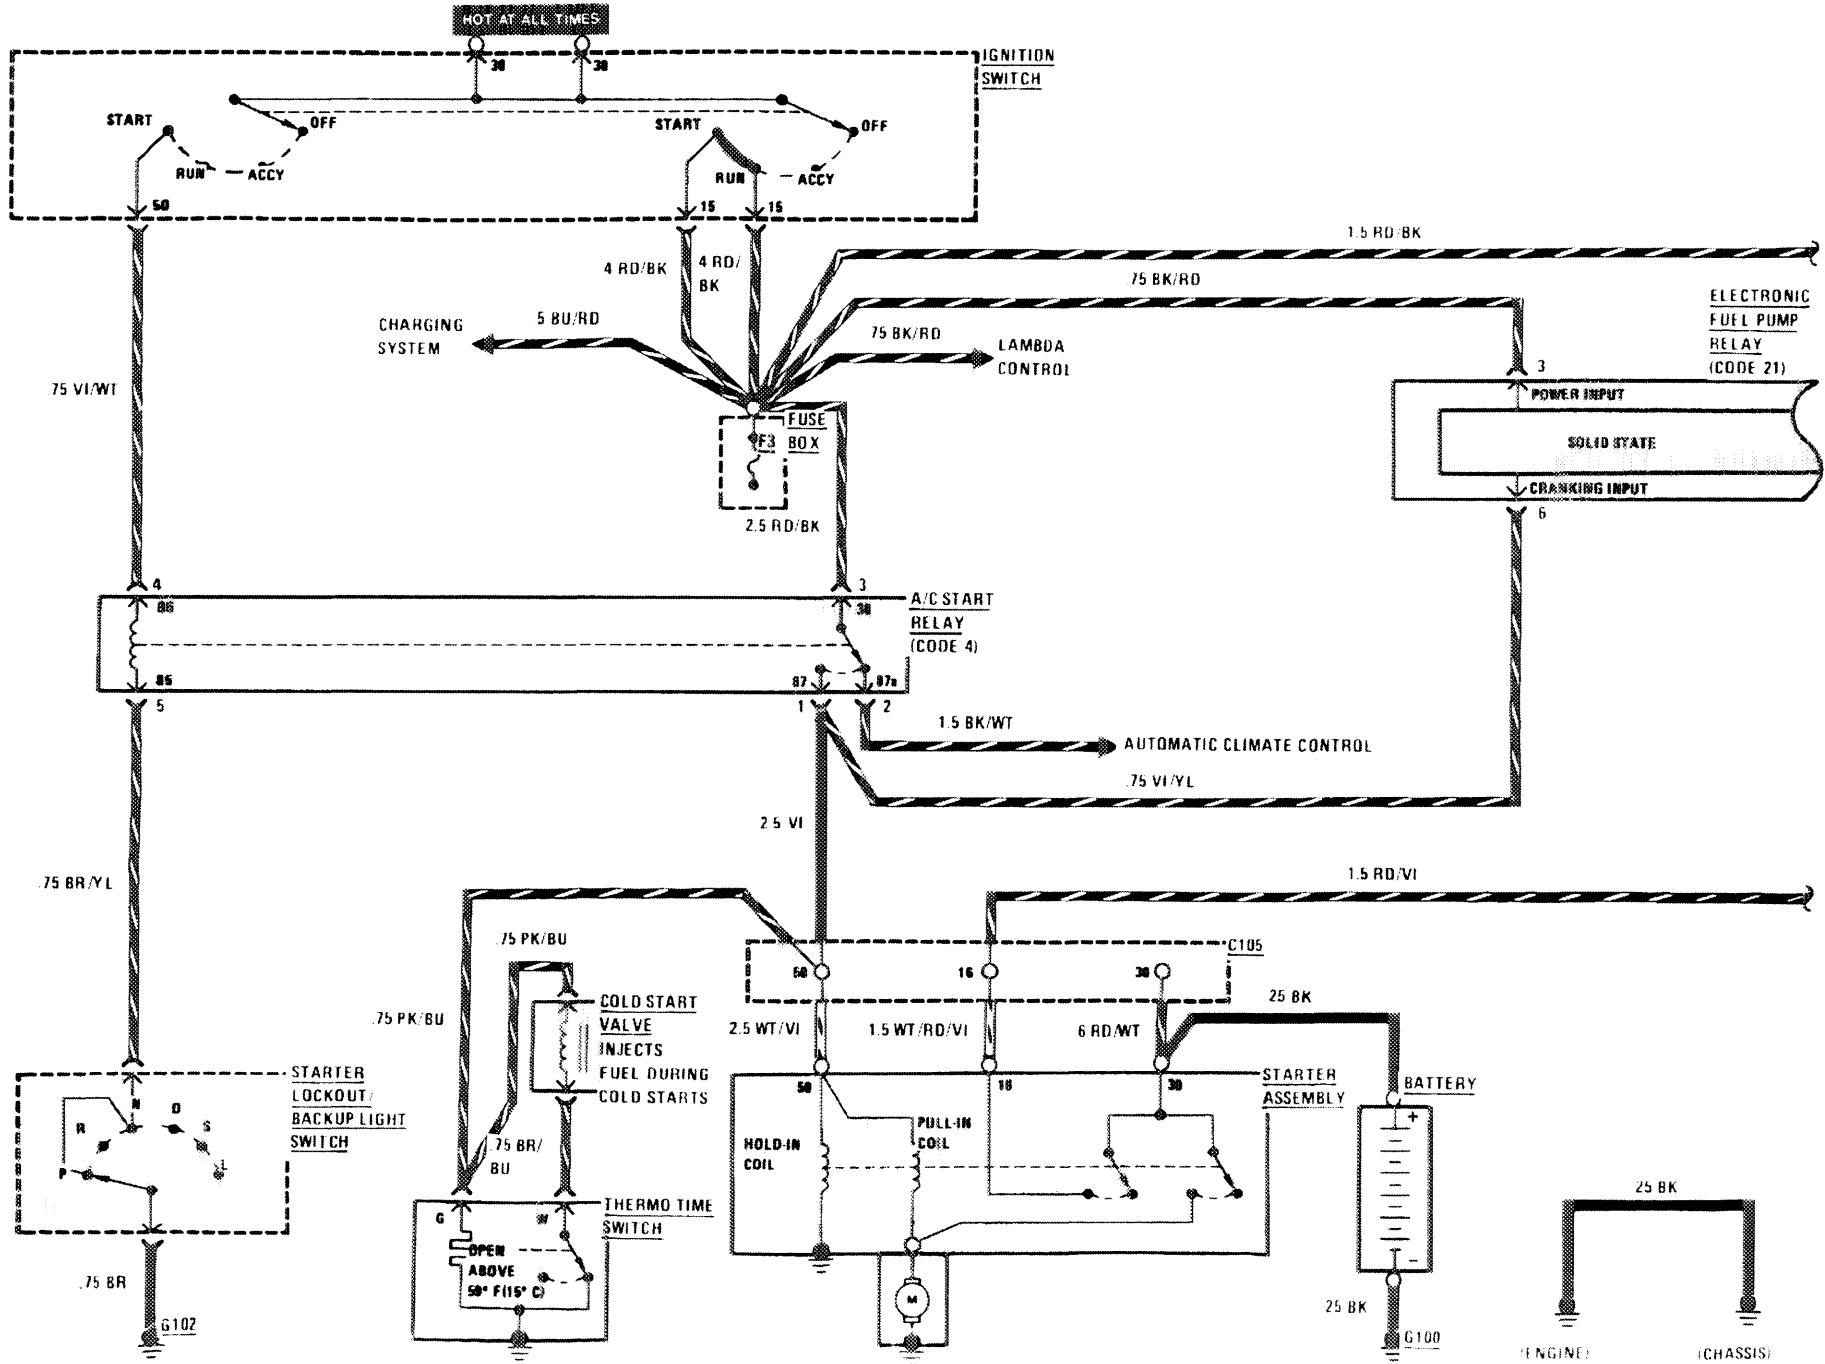 HOT AT ALL TIMES
30
30
IGNITION
SWITCH
START
OFF
RUN
ACCY
START
OFF
RUN
ACCY
50
15
15
4 RD/BK
4 RD/
BK
1.5 RD/BK
.75 BK/RD
CHARGING
SYSTEM
5 BU/RD
.75 BK/RD
LAMBDA
CONTROL
ELECTRONIC
FUEL PUMP
RELAY
(CODE 21)
3
POWER INPUT
SOLID STATE
CRANKING INPUT
6
.75 VI/WT
FUSE
BOX
F3
2.5 RD/BK
4
86
3
30
A/C START
RELAY
(CODE 4)
85
87
87a
5
1
2
1.5 BK/WT
AUTOMATIC CLIMATE CONTROL
.75 VI/YL
2.5 VI
.75 BR/YL
1.5 RD/VI
.75 PK/BU
C105
50
16
30
25 BK
.75 PK/BU
COLD START
VALVE
INJECTS
FUEL DURING
COLD STARTS
2.5 WT/VI
1.5 WT/RD/VI
6 RD/WT
50
16
30
STARTER
ASSEMBLY
BATTERY
+
-
STARTER
LOCKOUT/
BACKUP LIGHT
SWITCH
N
D
R
S
P
L
HOLD-IN
COIL
PULL-IN
COIL
.75 BR/
BU
THERMO TIME
SWITCH
G
W
OPEN
ABOVE
59° F(15° C)
M
.75 BR
G102
25 BK
G100
25 BK
(ENGINE)
(CHASSIS)